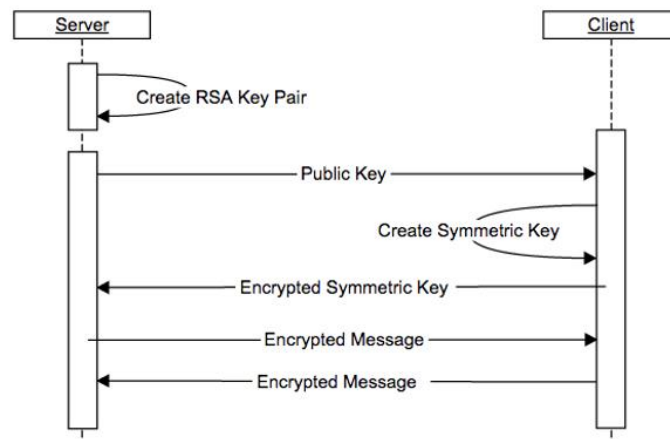 Server
Client
Create RSA Key Pair
Public Key
Create Symmetric Key
Encrypted Symmetric Key
Encrypted Message
Encrypted Message